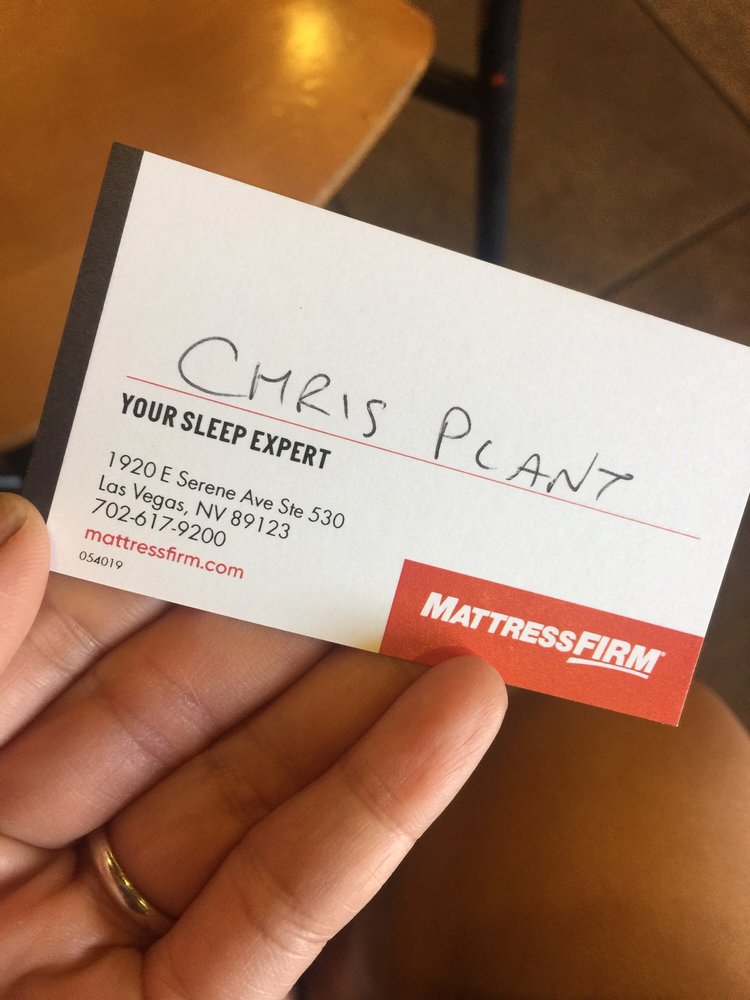 CHRIS PLANT
YOUR SLEEP EXPERT
1920 E Serene Ave Ste 530
Las Vegas, NV 89123
702-617-9200
mattressfirm.com
054019
MATTRESSFIRM